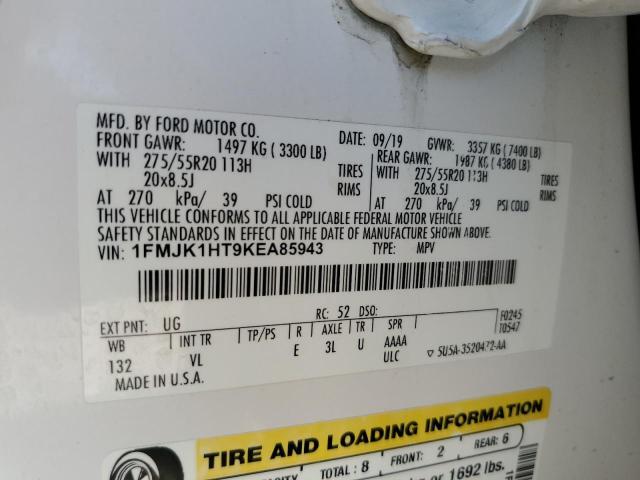 MFD. BY FORD MOTOR CO.
DATE: 09/19 GVWR: 3357 KG (7400 LB)
FRONT GAWR: 1497 KG (3300 LB) REAR GAWR: 1987 KG (4380 LB)
WITH 275/55R20 113H TIRES WITH 275/55R20 113H TIRES
20x8.5J RIMS 20x8.5J RIMS
AT 270 kPa/ 39 PSI COLD AT 270 kPa/ 39 PSI COLD
THIS VEHICLE CONFORMS TO ALL APPLICABLE FEDERAL MOTOR VEHICLE
SAFETY STANDARDS IN EFFECT ON THE DATE OF MANUFACTURE SHOWN ABOVE.
VIN: 1FMJK1HT9KEA85943 TYPE: MPV
EXT PNT: UG RC: 52 DSO: F0245
WB INT TR TP/PS R AXLE TR SPR T0547
132 VL E 3L U AAAA
ULC
MADE IN U.S.A. 5U5A-3520472-AA
TIRE AND LOADING INFORMATION
TOTAL: 8 FRONT: 2 REAR: 6
or 1692 lbs.